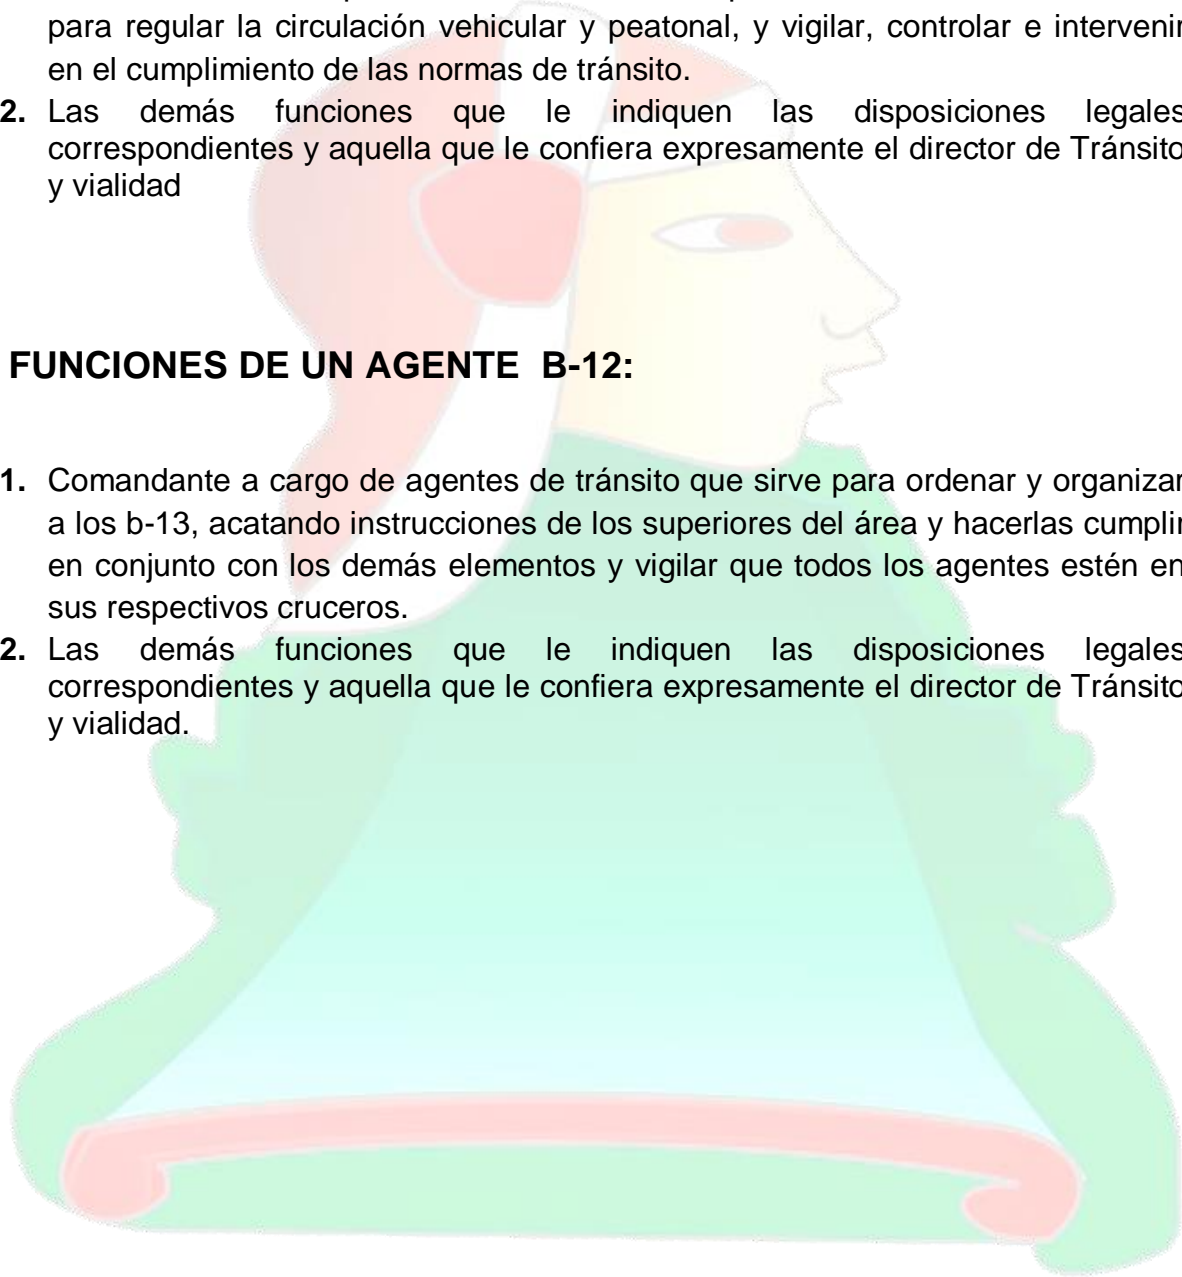 para regular la circulación vehicular y peatonal, y vigilar, controlar e intervenir
en el cumplimiento de las normas de tránsito.
2. Las demás funciones que le indiquen las disposiciones legales
correspondientes y aquella que le confiera expresamente el director de Tránsito
y vialidad
FUNCIONES DE UN AGENTE B-12:
1. Comandante a cargo de agentes de tránsito que sirve para ordenar y organizar
a los b-13, acatando instrucciones de los superiores del área y hacerlas cumplir
en conjunto con los demás elementos y vigilar que todos los agentes estén en
sus respectivos cruceros.
2. Las demás funciones que le indiquen las disposiciones legales
correspondientes y aquella que le confiera expresamente el director de Tránsito
y vialidad.